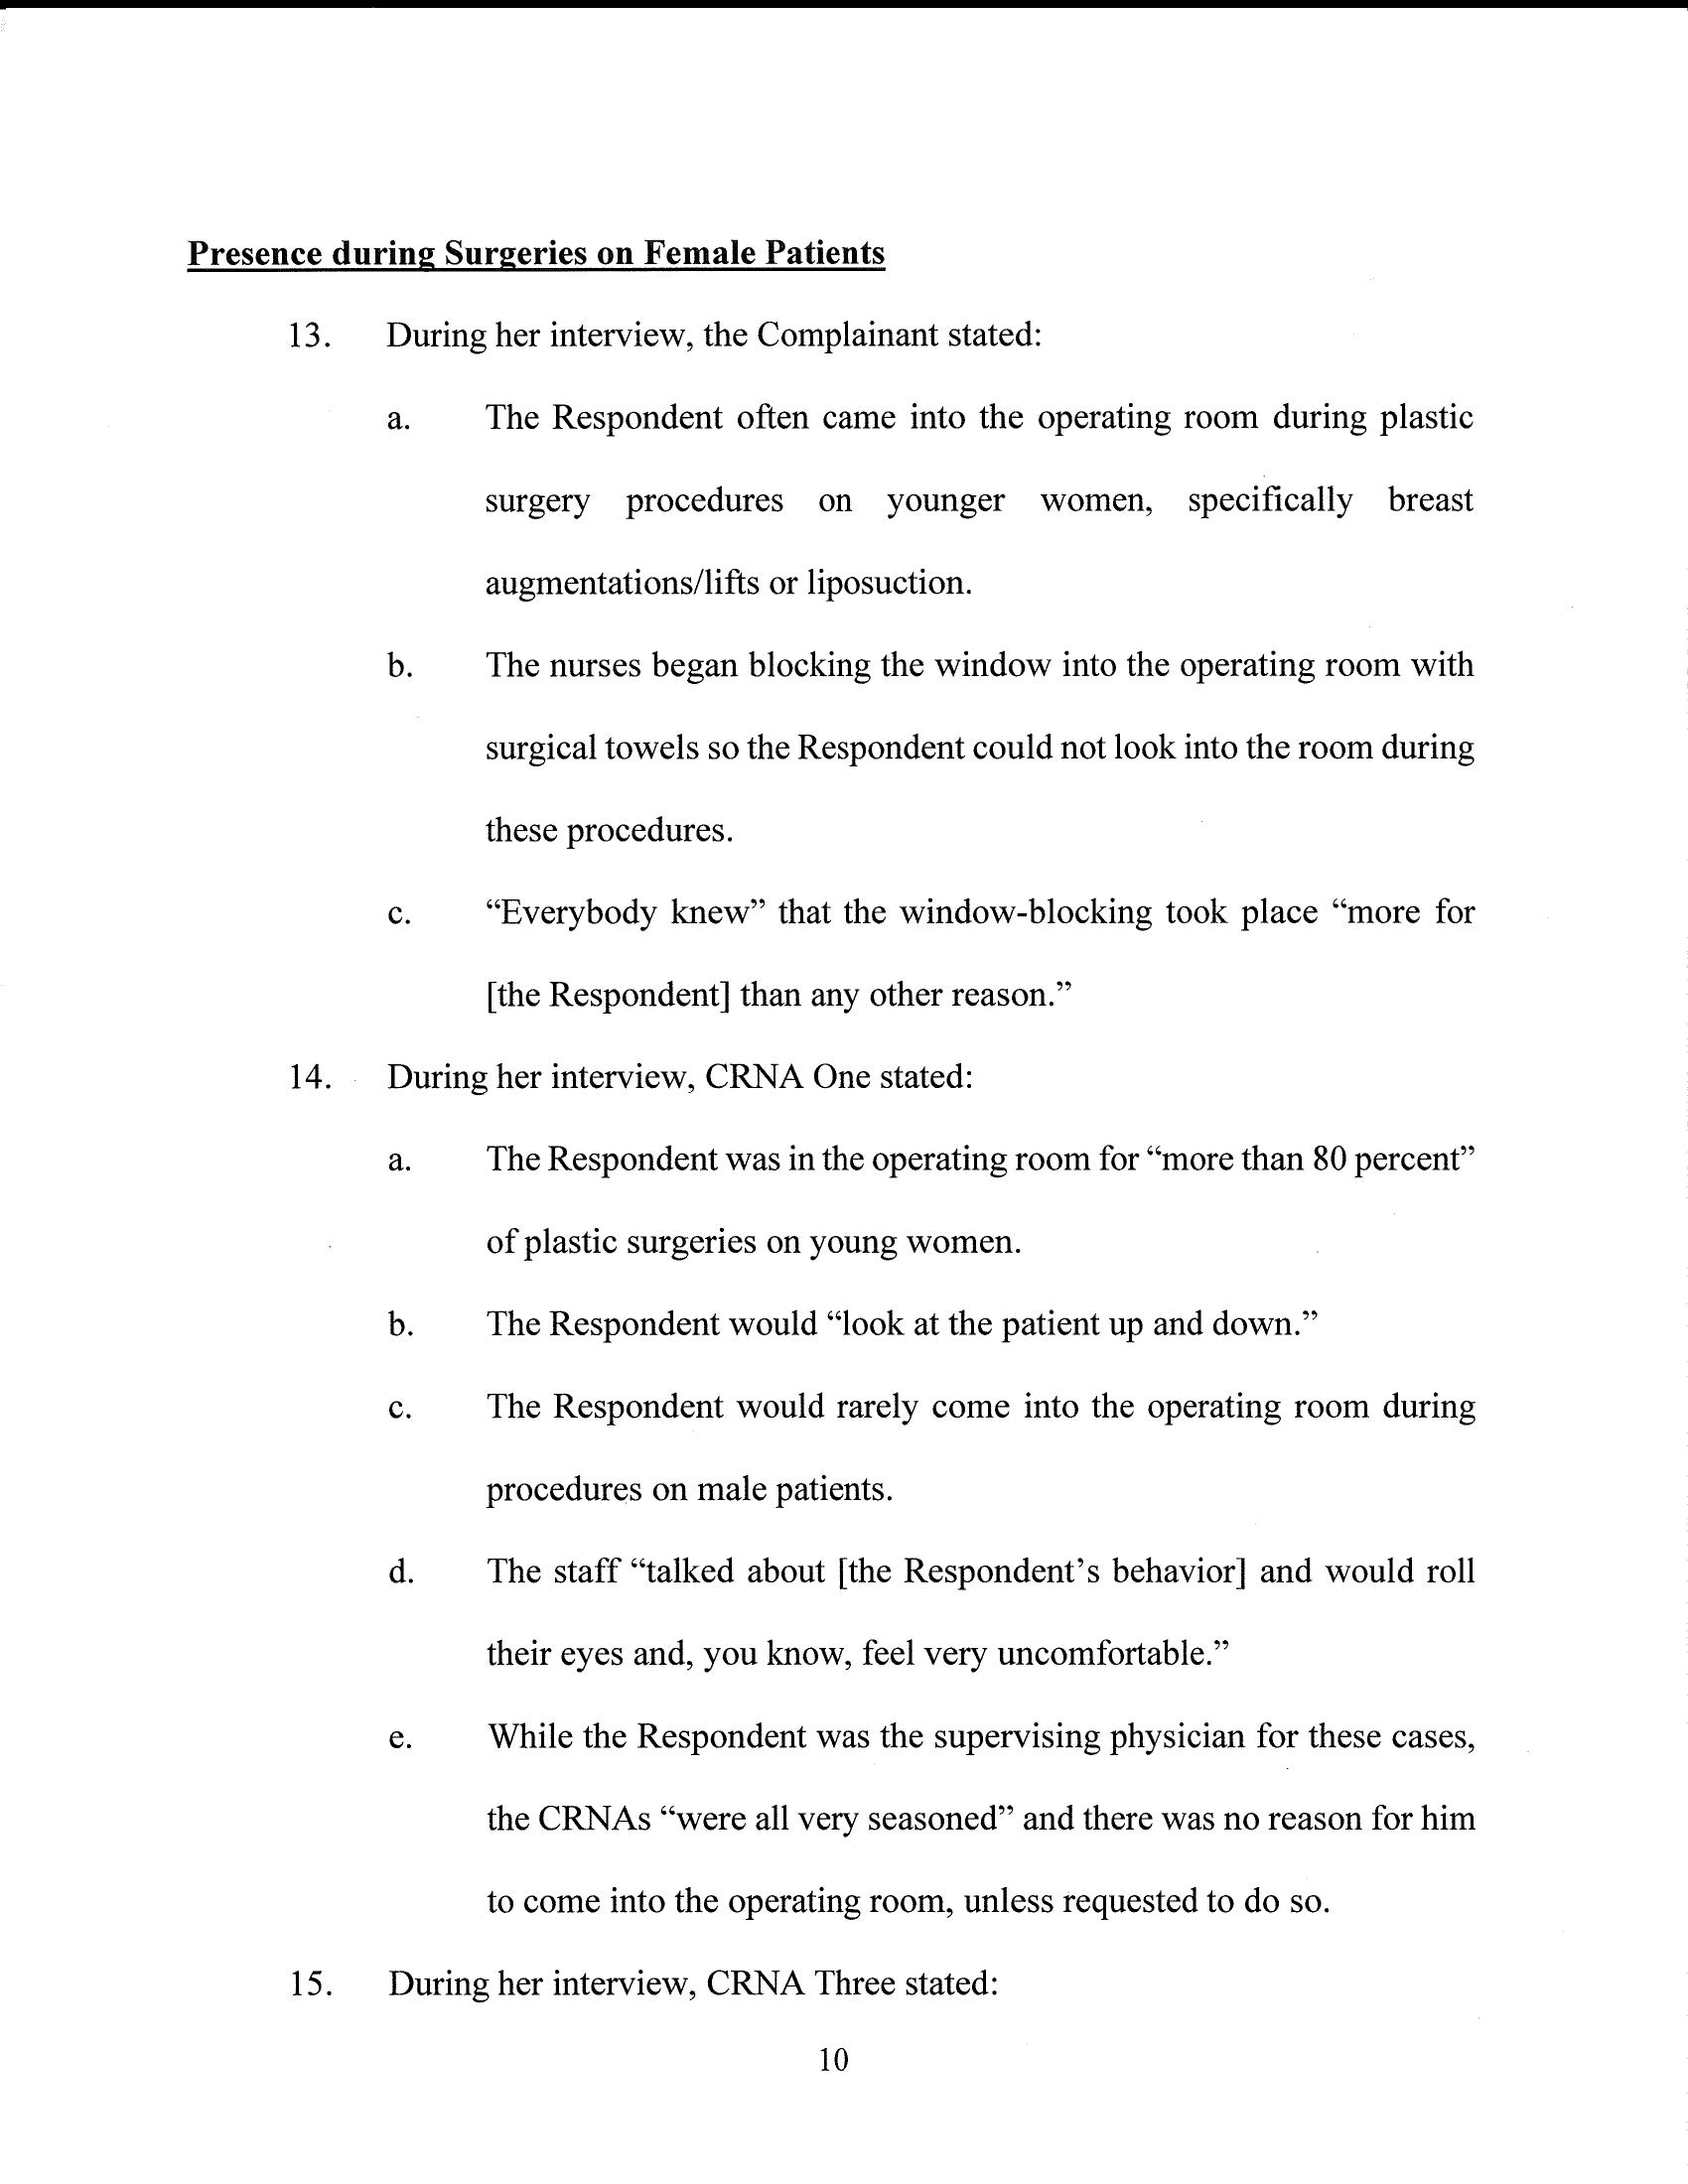 Presence during Surgeries on Female Patients
13. During her interview, the Complainant stated:
a. The Respondent often came into the operating room during plastic
surgery procedures on younger women, specifically breast
augmentations/lifts or liposuction.
b. The nurses began blocking the window into the operating room with
surgical towels so the Respondent could not look into the room during
these procedures.
c. “Everybody knew” that the window-blocking took place “more for
[the Respondent] than any other reason.”
14. During her interview, CRNA One stated:
a. The Respondent was in the operating room for “more than 80 percent”
of plastic surgeries on young women.
b. The Respondent would “look at the patient up and down.”
c. The Respondent would rarely come into the operating room during
procedures on male patients.
d. The staff “talked about [the Respondent’s behavior] and would roll
their eyes and, you know, feel very uncomfortable.”
e. While the Respondent was the supervising physician for these cases,
the CRNAs “were all very seasoned” and there was no reason for him
to come into the operating room, unless requested to do so.
15. During her interview, CRNA Three stated:
10